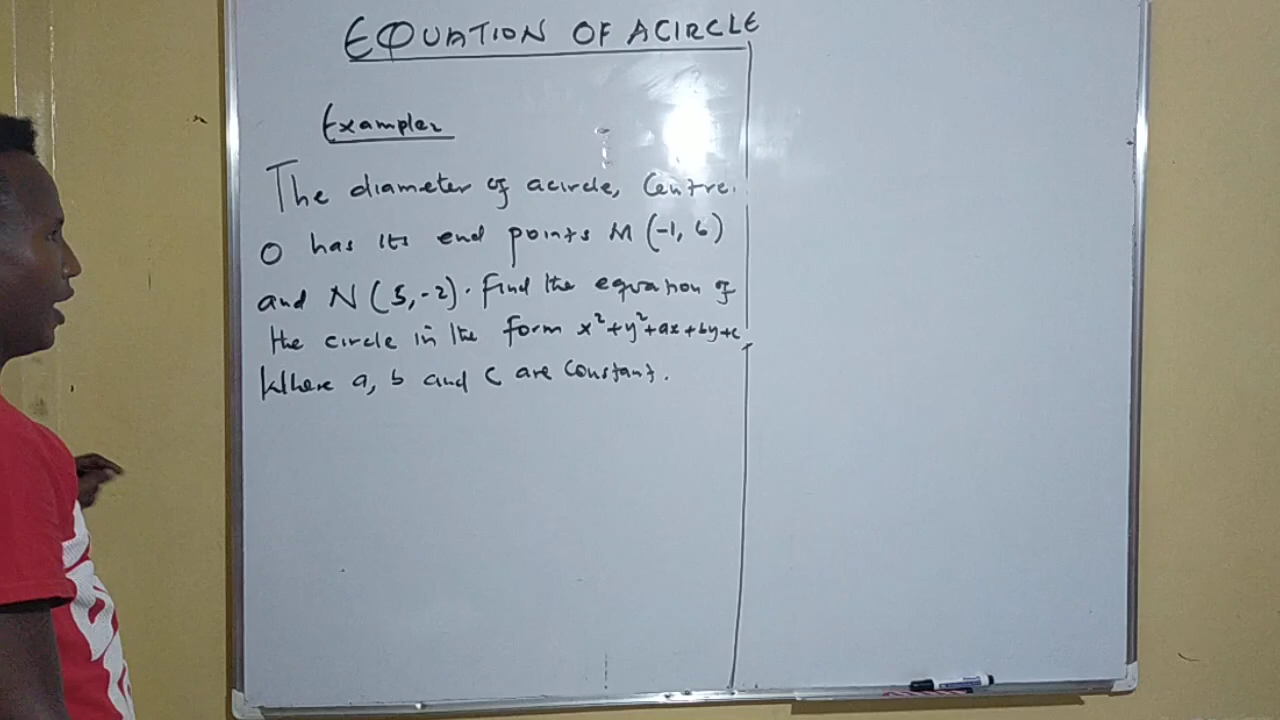 EQUATION OF A CIRCLE
Examples
The diameter of a circle, Centre.
O has its end points M (-1, 6)
and N (5, -2). Find the equation of
the circle in the form x²+y²+ax+by+c
Where a, b and c are constant.